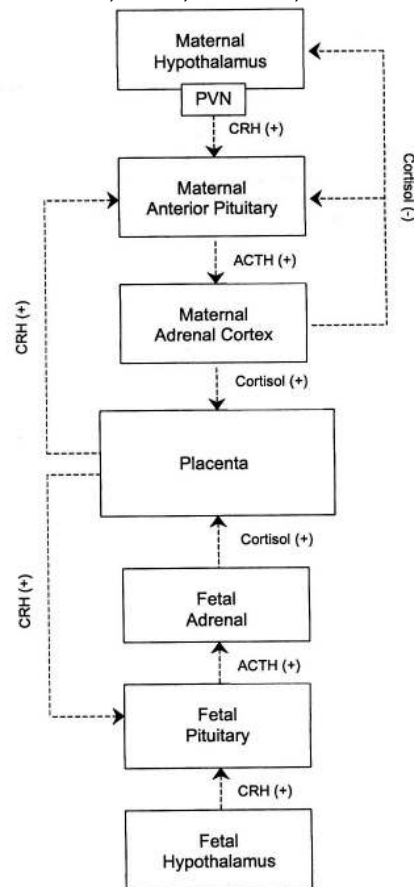 Maternal
Hypothalamus
PVN
CRH (+)
Maternal
Anterior Pituitary
Cortisol (-)
ACTH (+)
Maternal
Adrenal Cortex
CRH (+)
Cortisol (+)
Placenta
Cortisol (+)
CRH (+)
Fetal
Adrenal
ACTH (+)
Fetal
Pituitary
CRH (+)
Fetal
Hypothalamus